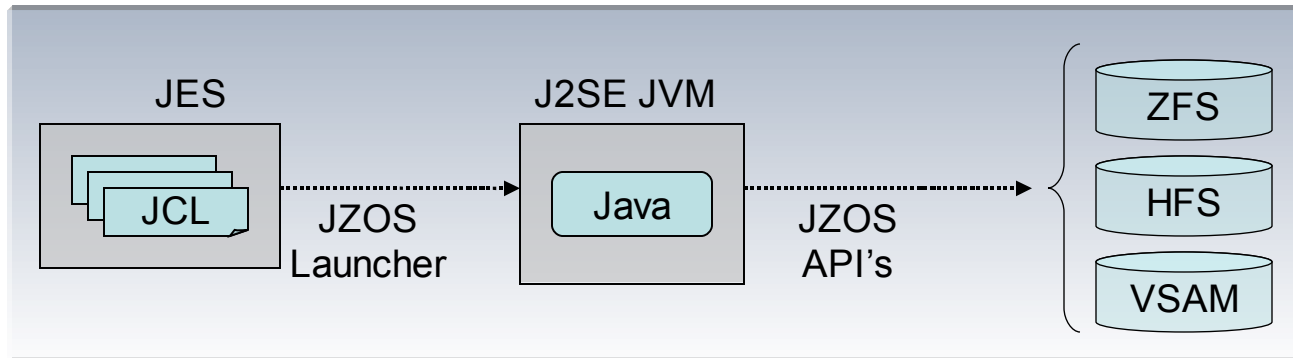 JES
JCL
JZOS
Launcher
J2SE JVM
Java
JZOS
API's
ZFS
HFS
VSAM